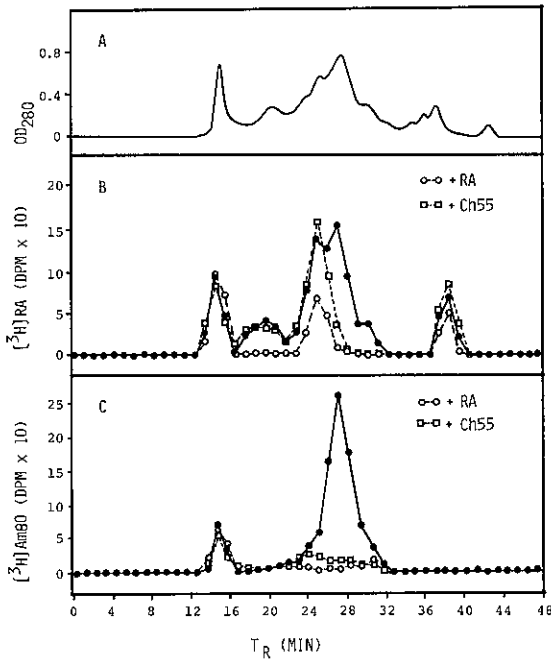 A
0.8
0.4
0
OD280
B
20
15
10
5
0
[3H]RA (DPM x 10)
+ RA
+ Ch55
C
25
20
15
10
5
0
[3H]Am80 (DPM x 10)
+ RA
+ Ch55
0 4 8 12 16 20 24 28 32 36 40 44 48
TR (MIN)